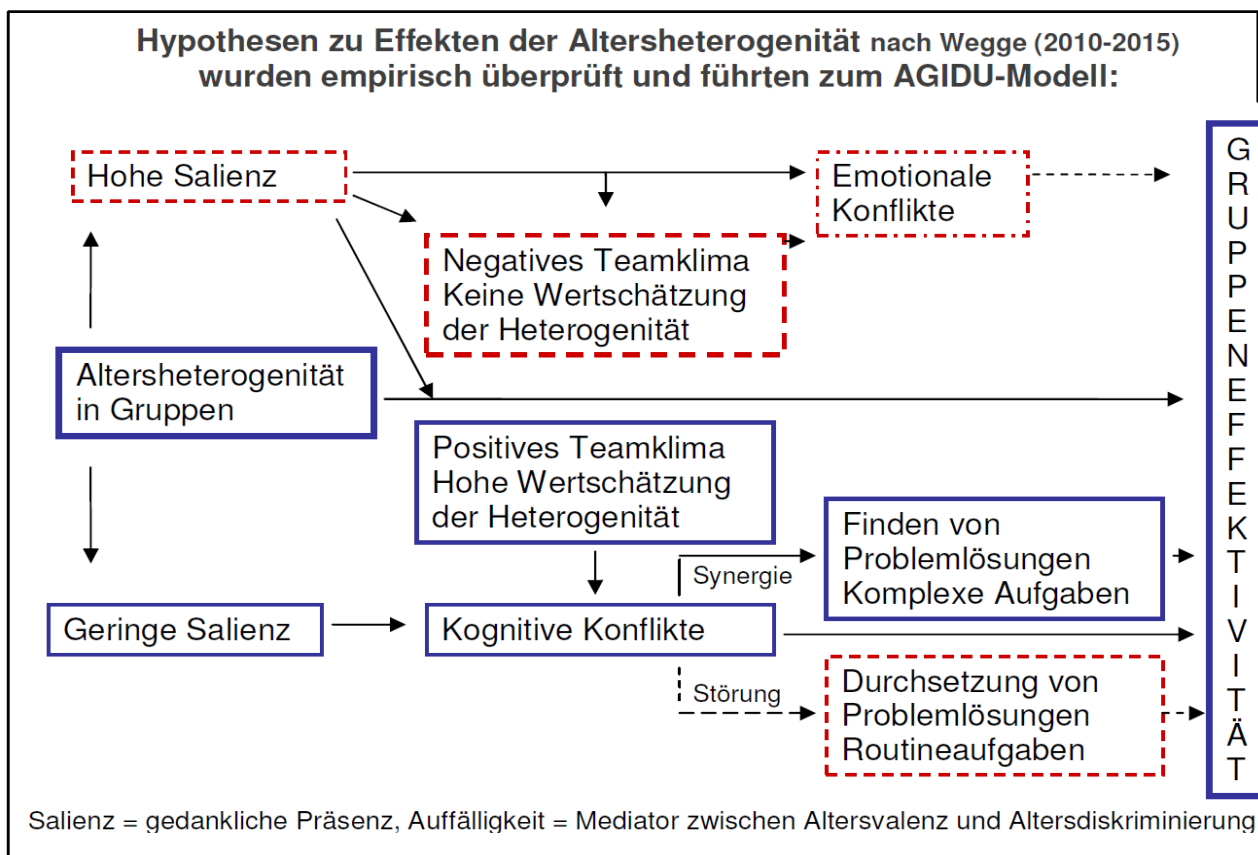 Hypothesen zu Effekten der Altersheterogenität nach Wegge (2010-2015)
wurden empirisch überprüft und führten zum AGIDU-Modell:
Hohe Salienz
Emotionale
Konflikte
Negatives Teamklima
Keine Wertschätzung
der Heterogenität
Altersheterogenität
in Gruppen
Positives Teamklima
Hohe Wertschätzung
der Heterogenität
Synergie
Finden von
Problemlösungen
Komplexe Aufgaben
Geringe Salienz
Kognitive Konflikte
Störung
Durchsetzung von
Problemlösungen
Routineaufgaben
G
R
U
P
P
E
N
E
F
F
E
K
T
I
V
I
T
Ä
T
Salienz = gedankliche Präsenz, Auffälligkeit = Mediator zwischen Altersvalenz und Altersdiskriminierung